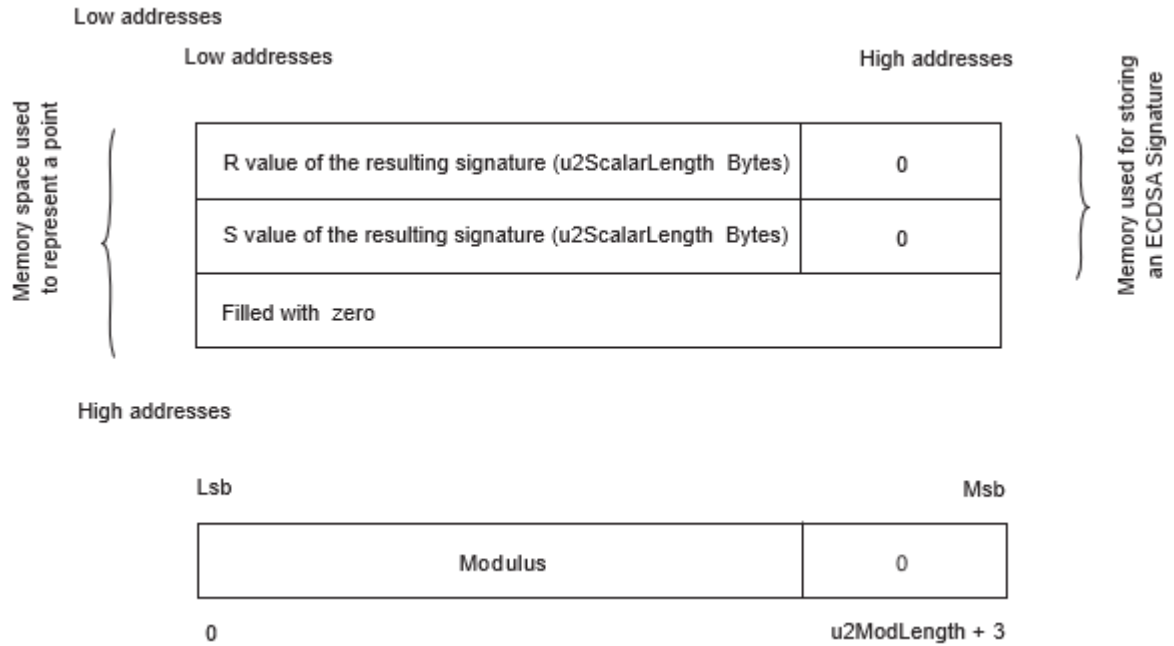 Low addresses
Low addresses
High addresses
Memory space used
to represent a point
R value of the resulting signature (u2ScalarLength Bytes)
0
S value of the resulting signature (u2ScalarLength Bytes)
0
Filled with zero
Memory used for storing
an ECDSA Signature
High addresses
Lsb
Msb
Modulus
0
0
u2ModLength + 3